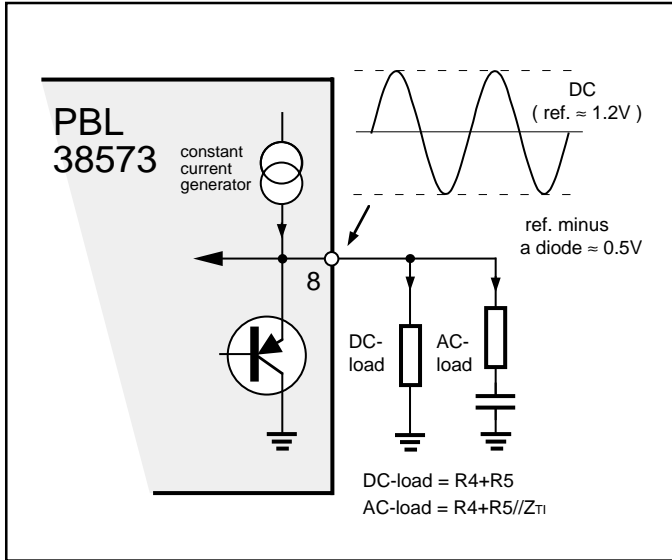 PBL
38573
constant
current
generator
DC
( ref. ≈ 1.2V )
ref. minus
a diode ≈ 0.5V
8
DC-
load
AC-
load
DC-load = R4+R5
AC-load = R4+R5//ZTI